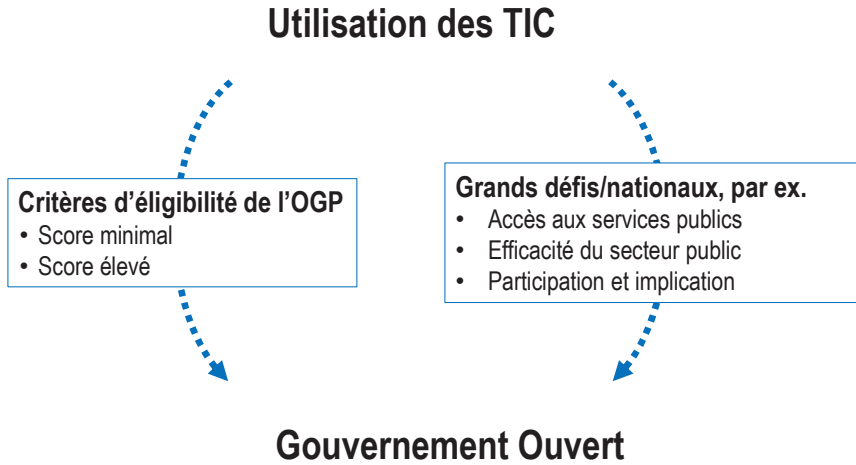 Utilisation des TIC
Critères d'éligibilité de l'OGP
• Score minimal
• Score élevé
Grands défis/nationaux, par ex.
• Accès aux services publics
• Efficacité du secteur public
• Participation et implication
Gouvernement Ouvert